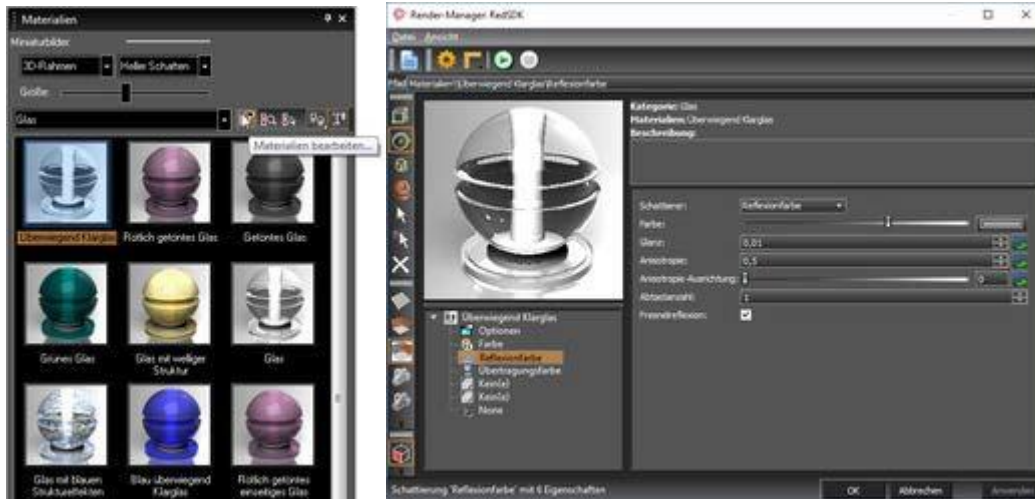 Materialien
Miniaturbilder:
3D-Rahmen
Heller Schatten
Größe:
Glas
Materialien bearbeiten...
Überwiegend Klarglas
Rötlich getöntes Glas
Getöntes Glas
Grünes Glas
Glas mit welliger
Struktur
Glas
Glas mit blauen
Struktureffekten
Blau überwiegend
Klarglas
Rötlich getöntes
einseitiges Glas
Render-Manager: RedSDK
Datei Ansicht
Pfad Materialien\Überwiegend Klarglas\Reflexionfarbe
Kategorie: Glas
Materialien: Überwiegend Klarglas
Beschreibung:
Schattierer: Reflexionfarbe
Farbe:
Glanz: 0,01
Anisotropie: 0,5
Anisotropie-Ausrichtung: 0
Abtastanzahl: 1
Fresnelreflexion:
Überwiegend Klarglas
Optionen
Farbe
Reflexionfarbe
Übertragungsfarbe
Kein(e)
Kein(e)
None
Schattierung 'Reflexionfarbe' mit 6 Eigenschaften
OK
Abbrechen